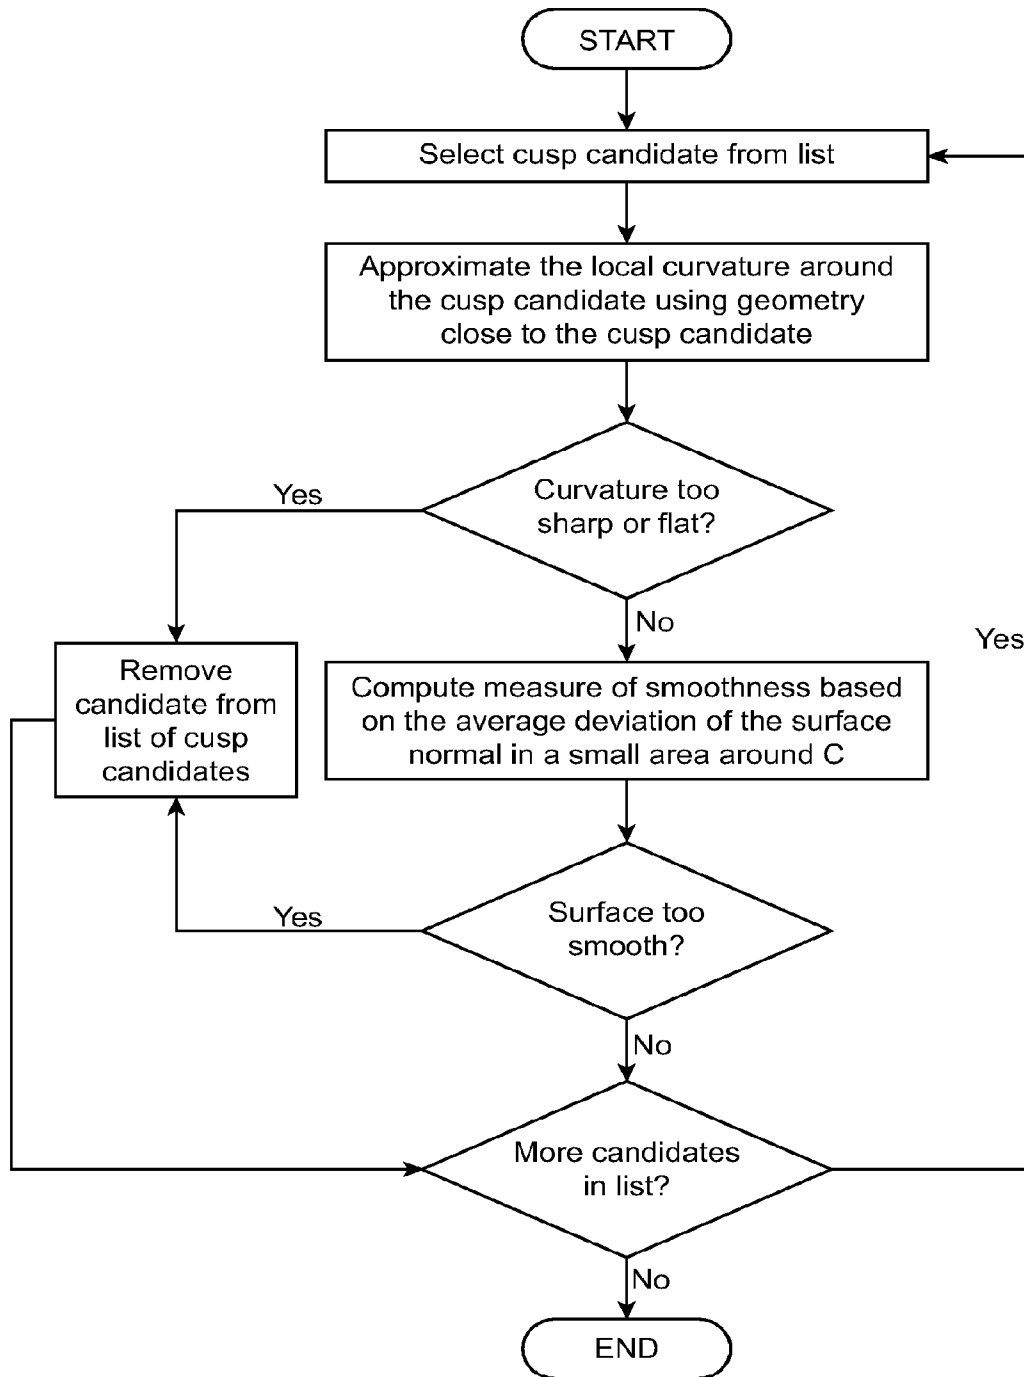 START
Select cusp candidate from list
Approximate the local curvature around
the cusp candidate using geometry
close to the cusp candidate
Curvature too
sharp or flat?
Yes
No
Yes
Remove
candidate from
list of cusp
candidates
Compute measure of smoothness based
on the average deviation of the surface
normal in a small area around C
Surface too
smooth?
Yes
No
More candidates
in list?
No
END